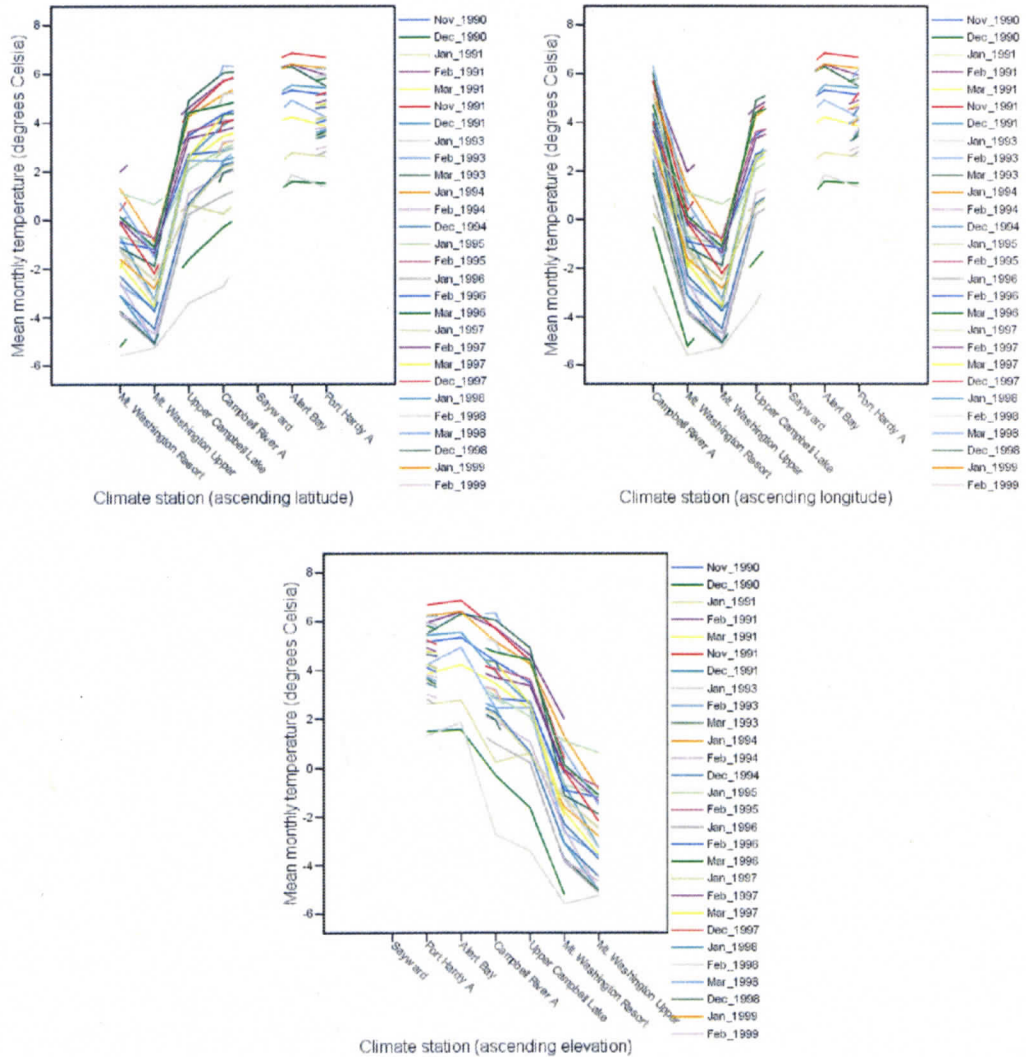 Mean monthly temperature (degrees Celsia)
8
6
4
2
0
-2
-4
-6
Mt. Washington Resort
Mt. Washington Upper
Upper Campbell Lake
Campbell River A
Sayward
Alert Bay
Port Hardy A
Climate station (ascending latitude)
Nov_1990
Dec_1990
Jan_1991
Feb_1991
Mar_1991
Nov_1991
Dec_1991
Jan_1993
Feb_1993
Mar_1993
Jan_1994
Feb_1994
Dec_1994
Jan_1995
Feb_1995
Jan_1996
Feb_1996
Mar_1996
Jan_1997
Feb_1997
Mar_1997
Dec_1997
Jan_1998
Feb_1998
Mar_1998
Dec_1998
Jan_1999
Feb_1999
Mean monthly temperature (degrees Celsia)
8
6
4
2
0
-2
-4
-6
Campbell River A
Mt. Washington Resort
Mt. Washington Upper
Upper Campbell Lake
Sayward
Alert Bay
Port Hardy A
Climate station (ascending longitude)
Nov_1990
Dec_1990
Jan_1991
Feb_1991
Mar_1991
Nov_1991
Dec_1991
Jan_1993
Feb_1993
Mar_1993
Jan_1994
Feb_1994
Dec_1994
Jan_1995
Feb_1995
Jan_1996
Feb_1996
Mar_1996
Jan_1997
Feb_1997
Mar_1997
Dec_1997
Jan_1998
Feb_1998
Mar_1998
Dec_1998
Jan_1999
Feb_1999
Mean monthly temperature (degrees Celsia)
8
6
4
2
0
-2
-4
-6
Sayward
Port Hardy A
Alert Bay
Campbell River A
Upper Campbell Lake
Mt. Washington Resort
Mt. Washington Upper
Climate station (ascending elevation)
Nov_1990
Dec_1990
Jan_1991
Feb_1991
Mar_1991
Nov_1991
Dec_1991
Jan_1993
Feb_1993
Mar_1993
Jan_1994
Feb_1994
Dec_1994
Jan_1995
Feb_1995
Jan_1996
Feb_1996
Mar_1996
Jan_1997
Feb_1997
Mar_1997
Dec_1997
Jan_1998
Feb_1998
Mar_1998
Dec_1998
Jan_1999
Feb_1999